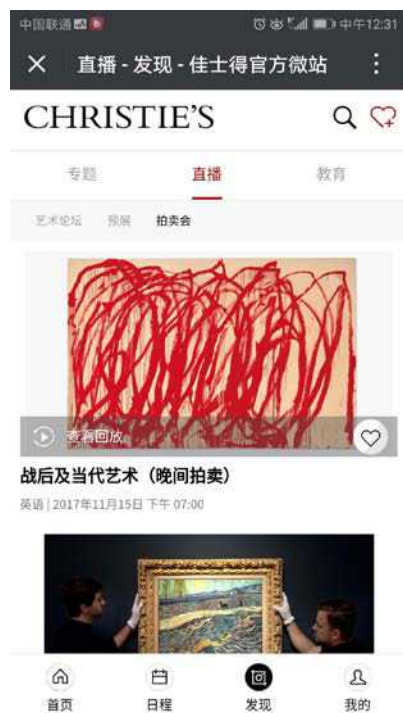 中国联通 中午12:31
直播 - 发现 - 佳士得官方微站
CHRISTIE'S
专题 直播 教育
艺术论坛 预展 拍卖会
查看回放
战后及当代艺术（晚间拍卖）
英语 | 2017年11月15日 下午 07:00
首页 日程 发现 我的